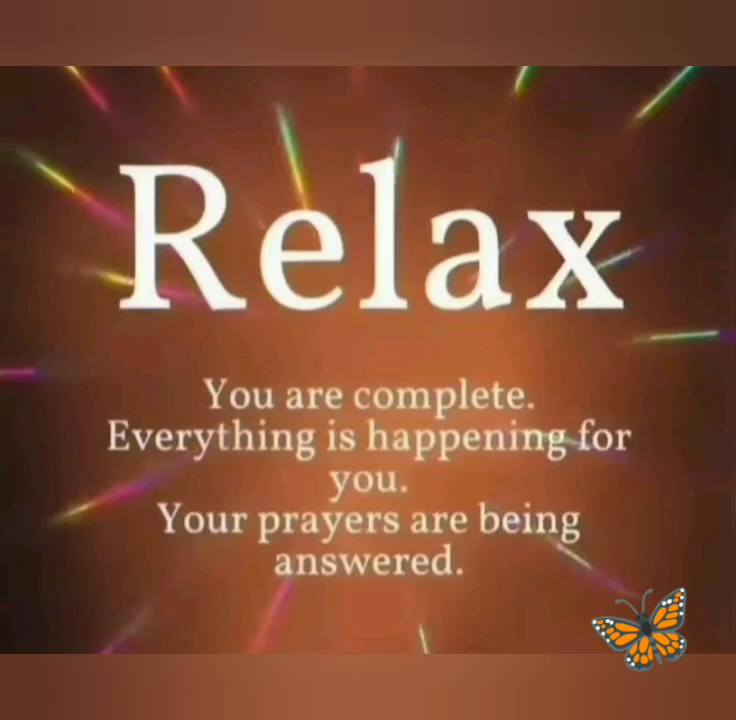 Relax
You are complete.
Everything is happening for
you.
Your prayers are being
answered.